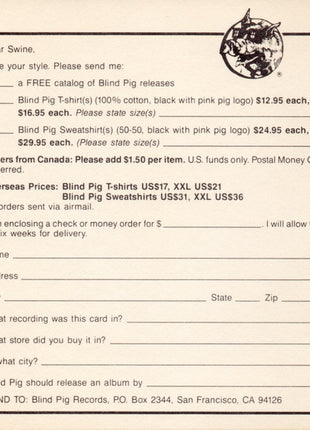 ar Swine,
e your style. Please send me:
a FREE catalog of Blind Pig releases
Blind Pig T-shirt(s) (100% cotton, black with pink pig logo) $12.95 each,
$16.95 each. Please state size(s)
Blind Pig Sweatshirt(s) (50-50, black with pink pig logo) $24.95 each,
$29.95 each. (Please state size(s)
ers from Canada: Please add $1.50 per item. U.S. funds only. Postal Money O
erred.
erseas Prices: Blind Pig T-shirts US$17, XXL US$21
Blind Pig Sweatshirts US$31, XXL US$36
orders sent via airmail.
enclosing a check or money order for $ . I will allow f
ix weeks for delivery.
me
dress
y State Zip
at recording was this card in?
at store did you buy it in?
what city?
d Pig should release an album by
ND TO: Blind Pig Records, P.O. Box 2344, San Francisco, CA 94126
®